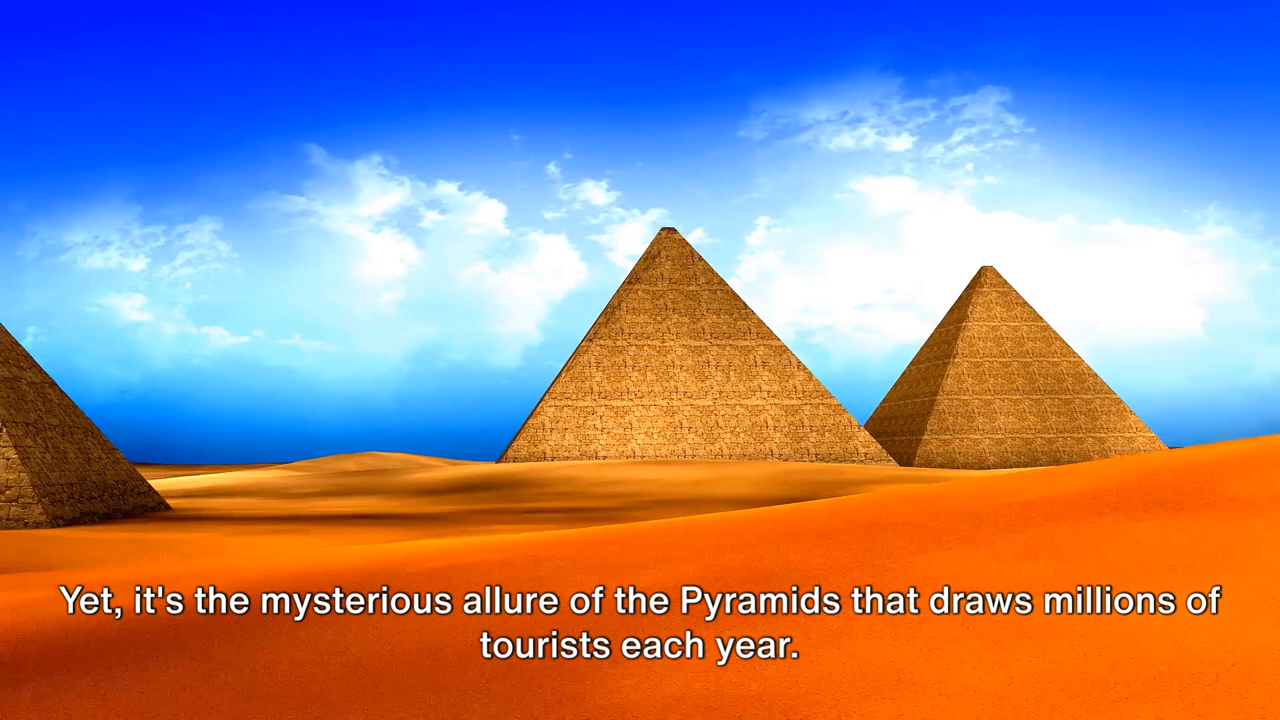 Yet, it's the mysterious allure of the Pyramids that draws millions of
tourists each year.